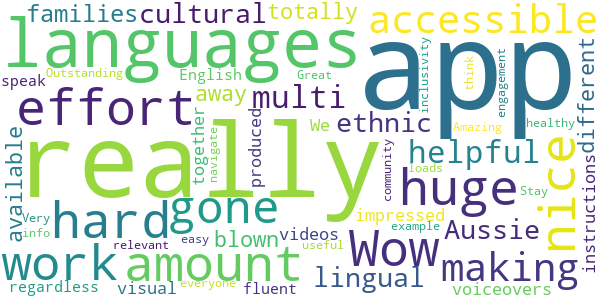 families
cultural
totally
accessible
languages
app
speak
Outstanding
English
Great
effort
away
multi
We
inclusivity
think
engagement
different
really
together
navigate
produced
ethnic
Amazing
healthy
available
helpful
instructions
Very
info
hard
gone
huge
nice
community
loads
Stay
impressed
example
Aussie
work
amount
relevant
easy
blown
videos
useful
Wow
making
regardless
visual
everyone
fluent
lingual
voiceovers